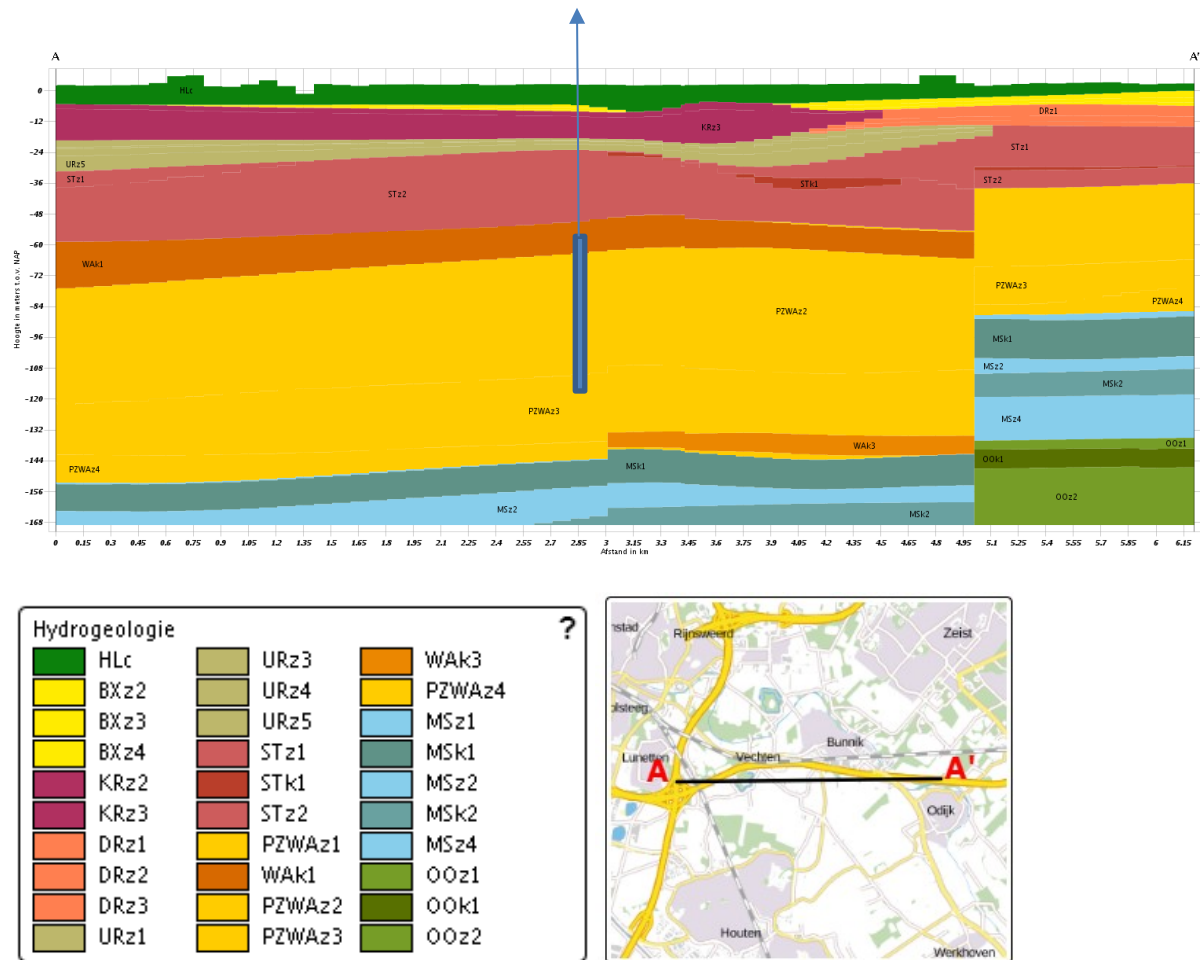 A
A'
0
-12
-24
-36
-48
-60
-72
-84
-96
-108
-120
-132
-144
-156
-168
Hoogte in meters t.o.v. NAP
HLc
KRz3
DRz1
STz1
URz5
STz1
STz2
STk1
STz2
WAk1
PZWAz2
PZWAz3
PZWAz4
MSk1
MSz2
MSk2
PZWAz3
WAk3
PZWAz4
MSk1
MSz2
MSz4
OOz1
OOk1
OOz2
MSk2
0 0.15 0.3 0.45 0.6 0.75 0.9 1.05 1.2 1.35 1.5 1.65 1.8 1.95 2.1 2.25 2.4 2.55 2.7 2.85 3 3.15 3.3 3.45 3.6 3.75 3.9 4.05 4.2 4.35 4.5 4.65 4.8 4.95 5.1 5.25 5.4 5.55 5.7 5.85 6 6.15
Afstand in km
Hydrogeologie ?
HLc URz3 WAk3
BXz2 URz4 PZWAz4
BXz3 URz5 MSz1
BXz4 STz1 MSk1
KRz2 STk1 MSz2
KRz3 STz2 MSk2
DRz1 PZWAz1 MSz4
DRz2 WAk1 OOz1
DRz3 PZWAz2 OOk1
URz1 PZWAz3 OOz2
nstad
Rijnsweerd
Zeist
olsteeg
Bunnik
Lunetten
Vechten
A
A'
Odijk
Houten
Werkhoven